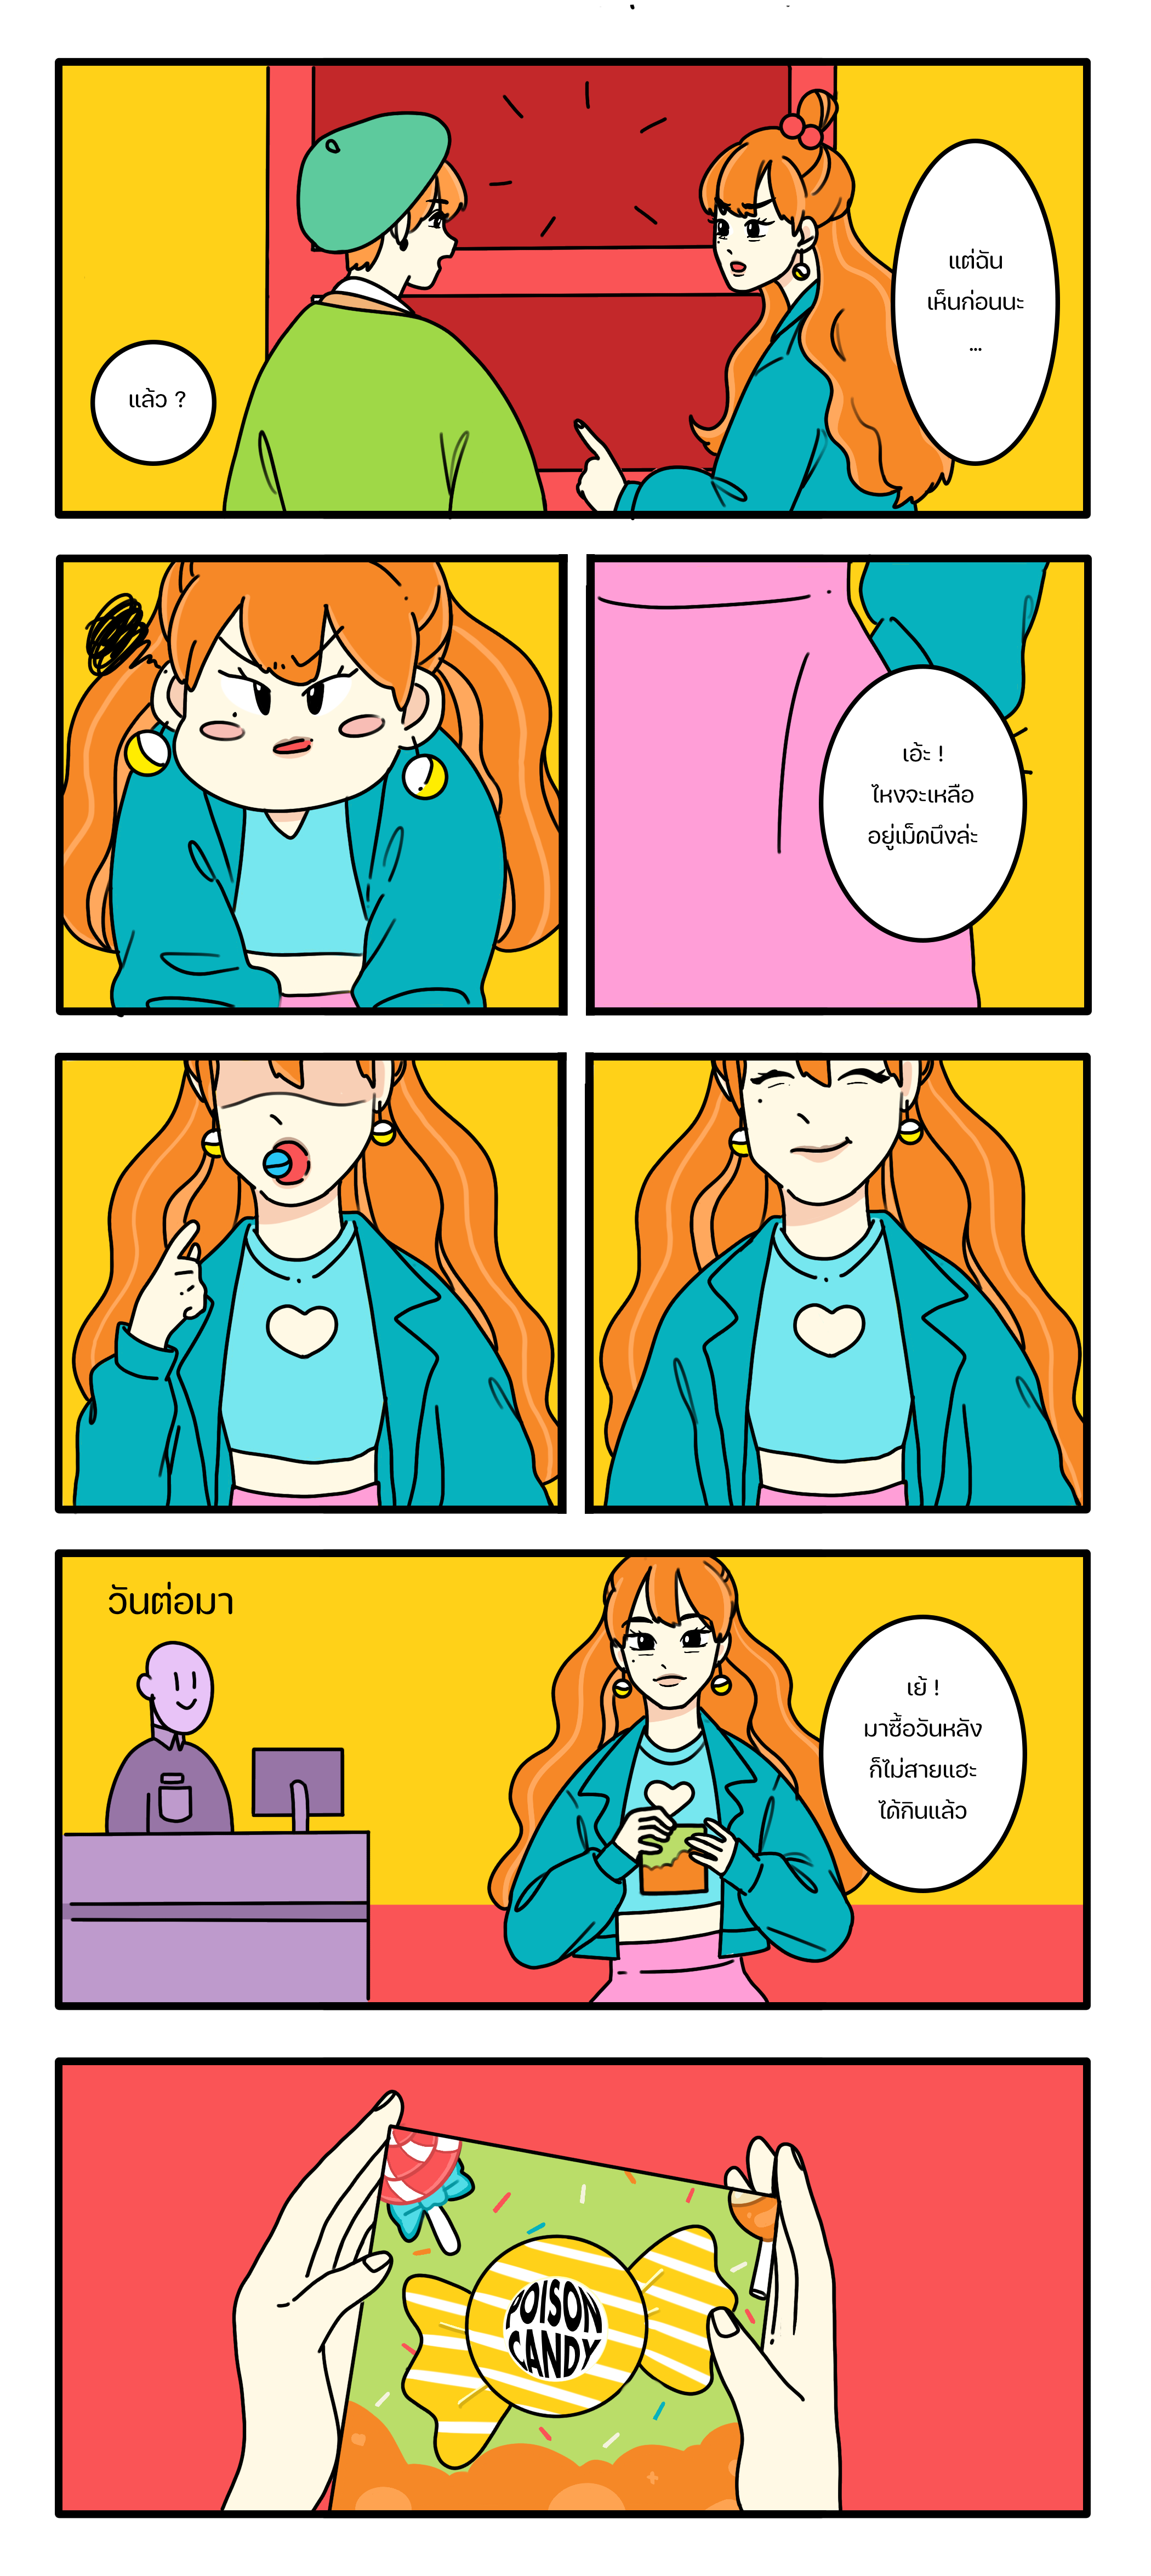 แต่ฉัน
เห็นก่อนนะ
...
แล้ว ?
เอ้ะ !
ไหงจะเหลือ
อยู่เม็ดนึงล่ะ
วันต่อมา
เย้ !
มาซื้อวันหลัง
ก็ไม่สายแฮะ
ได้กินแล้ว
POISON
CANDY